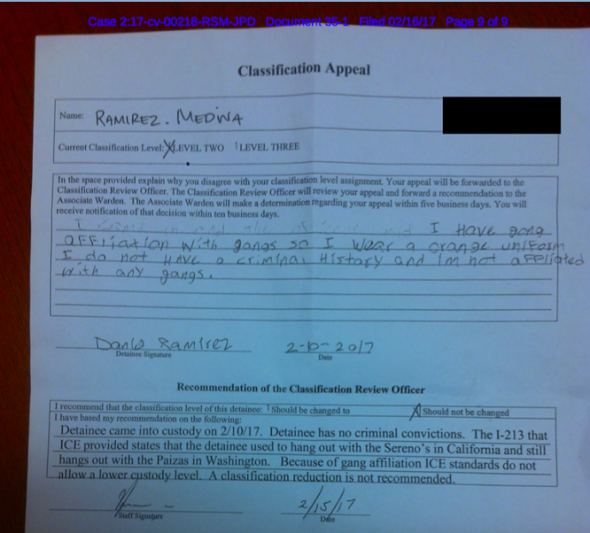 Case 2:17-cv-00218-RSM-JPD Document 35-1 Filed 02/16/17 Page 9 of 9
Classification Appeal
Name: RAMIREZ. MEDINA
Current Classification Level: LEVEL TWO LEVEL THREE
In the space provided explain why you disagree with your classification level assignment. Your appeal will be forwarded to the
Classification Review Officer. The Classification Review Officer will review your appeal and forward a recommendation to the
Associate Warden. The Associate Warden will make a determination regarding your appeal within five business days. You will
receive notification of that decision within ten business days.
I Have gang
affiliation with gangs so I wear a orange uniform
I do not Have a criminal History and Im not affliated
with any gangs.
Ramirez 2-10-2017
Detainee Signature Date
Recommendation of the Classification Review Officer
I recommend that the classification level of this detainee: Should be changed to X Should not be changed
I have based my recommendation on the following:
Detainee came into custody on 2/10/17. Detainee has no criminal convictions. The I-213 that
ICE provided states that the detainee used to hang out with the Sereno's in California and still
hangs out with the Paizas in Washington. Because of gang affiliation ICE standards do not
allow a lower custody level. A classification reduction is not recommended.
2/15/17
Staff Signature Date